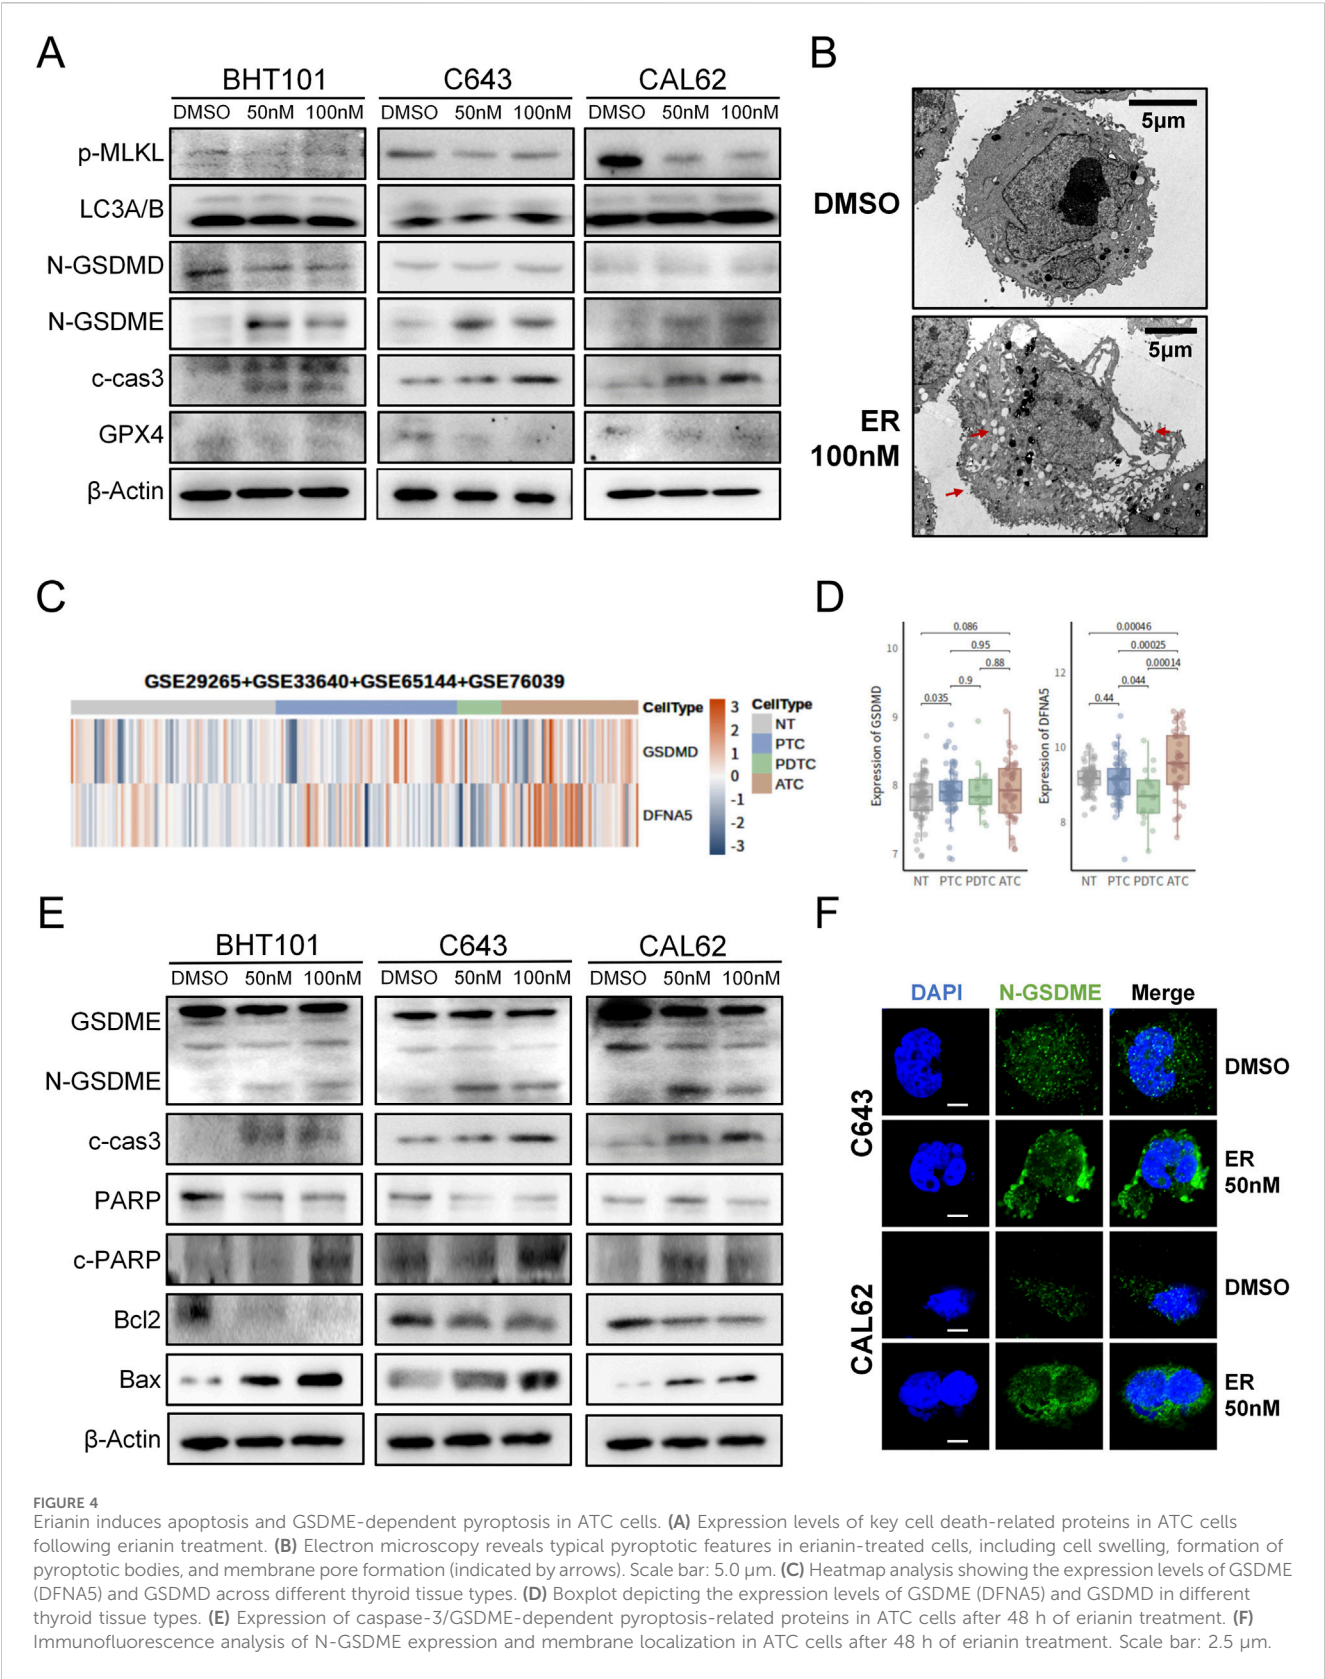 A
BHT101 C643 CAL62
DMSO 50nM 100nM DMSO 50nM 100nM DMSO 50nM 100nM
p-MLKL
LC3A/B
N-GSDMD
N-GSDME
c-cas3
GPX4
β-Actin
B
5µm
DMSO
5µm
ER
100nM
C
GSE29265+GSE33640+GSE65144+GSE76039
CellType
GSDMD
DFNA5
3
2
1
0
-1
-2
-3
CellType
NT
PTC
PDTC
ATC
D
Expression of GSDMD
10
9
8
7
0.086
0.95
0.88
0.9
0.035
NT PTC PDTC ATC
Expression of DFNA5
12
10
8
0.00046
0.00025
0.00014
0.044
0.44
NT PTC PDTC ATC
E
BHT101 C643 CAL62
DMSO 50nM 100nM DMSO 50nM 100nM DMSO 50nM 100nM
GSDME
N-GSDME
c-cas3
PARP
c-PARP
Bcl2
Bax
β-Actin
F
DAPI N-GSDME Merge
C643
DMSO
ER
50nM
CAL62
DMSO
ER
50nM
FIGURE 4
Erianin induces apoptosis and GSDME-dependent pyroptosis in ATC cells. (A) Expression levels of key cell death-related proteins in ATC cells
following erianin treatment. (B) Electron microscopy reveals typical pyroptotic features in erianin-treated cells, including cell swelling, formation of
pyroptotic bodies, and membrane pore formation (indicated by arrows). Scale bar: 5.0 µm. (C) Heatmap analysis showing the expression levels of GSDME
(DFNA5) and GSDMD across different thyroid tissue types. (D) Boxplot depicting the expression levels of GSDME (DFNA5) and GSDMD in different
thyroid tissue types. (E) Expression of caspase-3/GSDME-dependent pyroptosis-related proteins in ATC cells after 48 h of erianin treatment. (F)
Immunofluorescence analysis of N-GSDME expression and membrane localization in ATC cells after 48 h of erianin treatment. Scale bar: 2.5 µm.